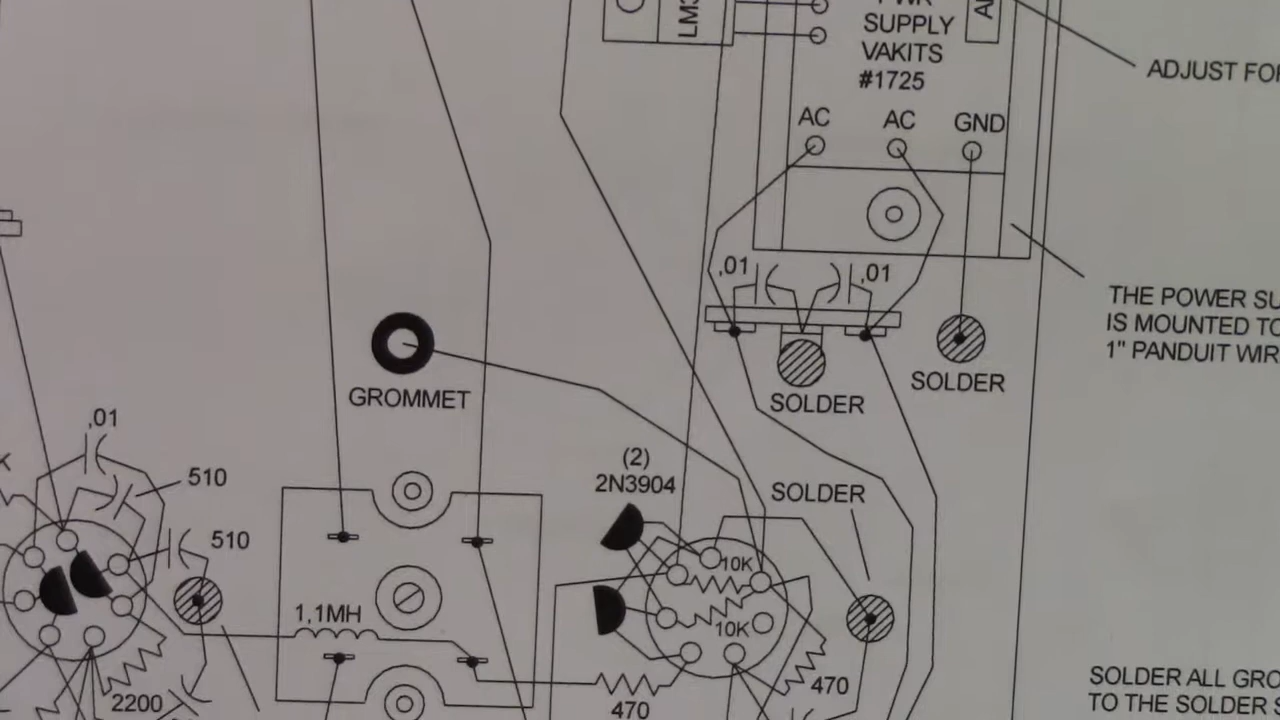 LM3
SUPPLY
VAKITS
#1725
ADJUST FOR
AC
AC
GND
,01
,01
THE POWER SU
IS MOUNTED TO
1" PANDUIT WIR
SOLDER
SOLDER
GROMMET
,01
510
510
(2)
2N3904
SOLDER
10K
10K
1,1MH
470
470
2200
SOLDER ALL GRO
TO THE SOLDER S